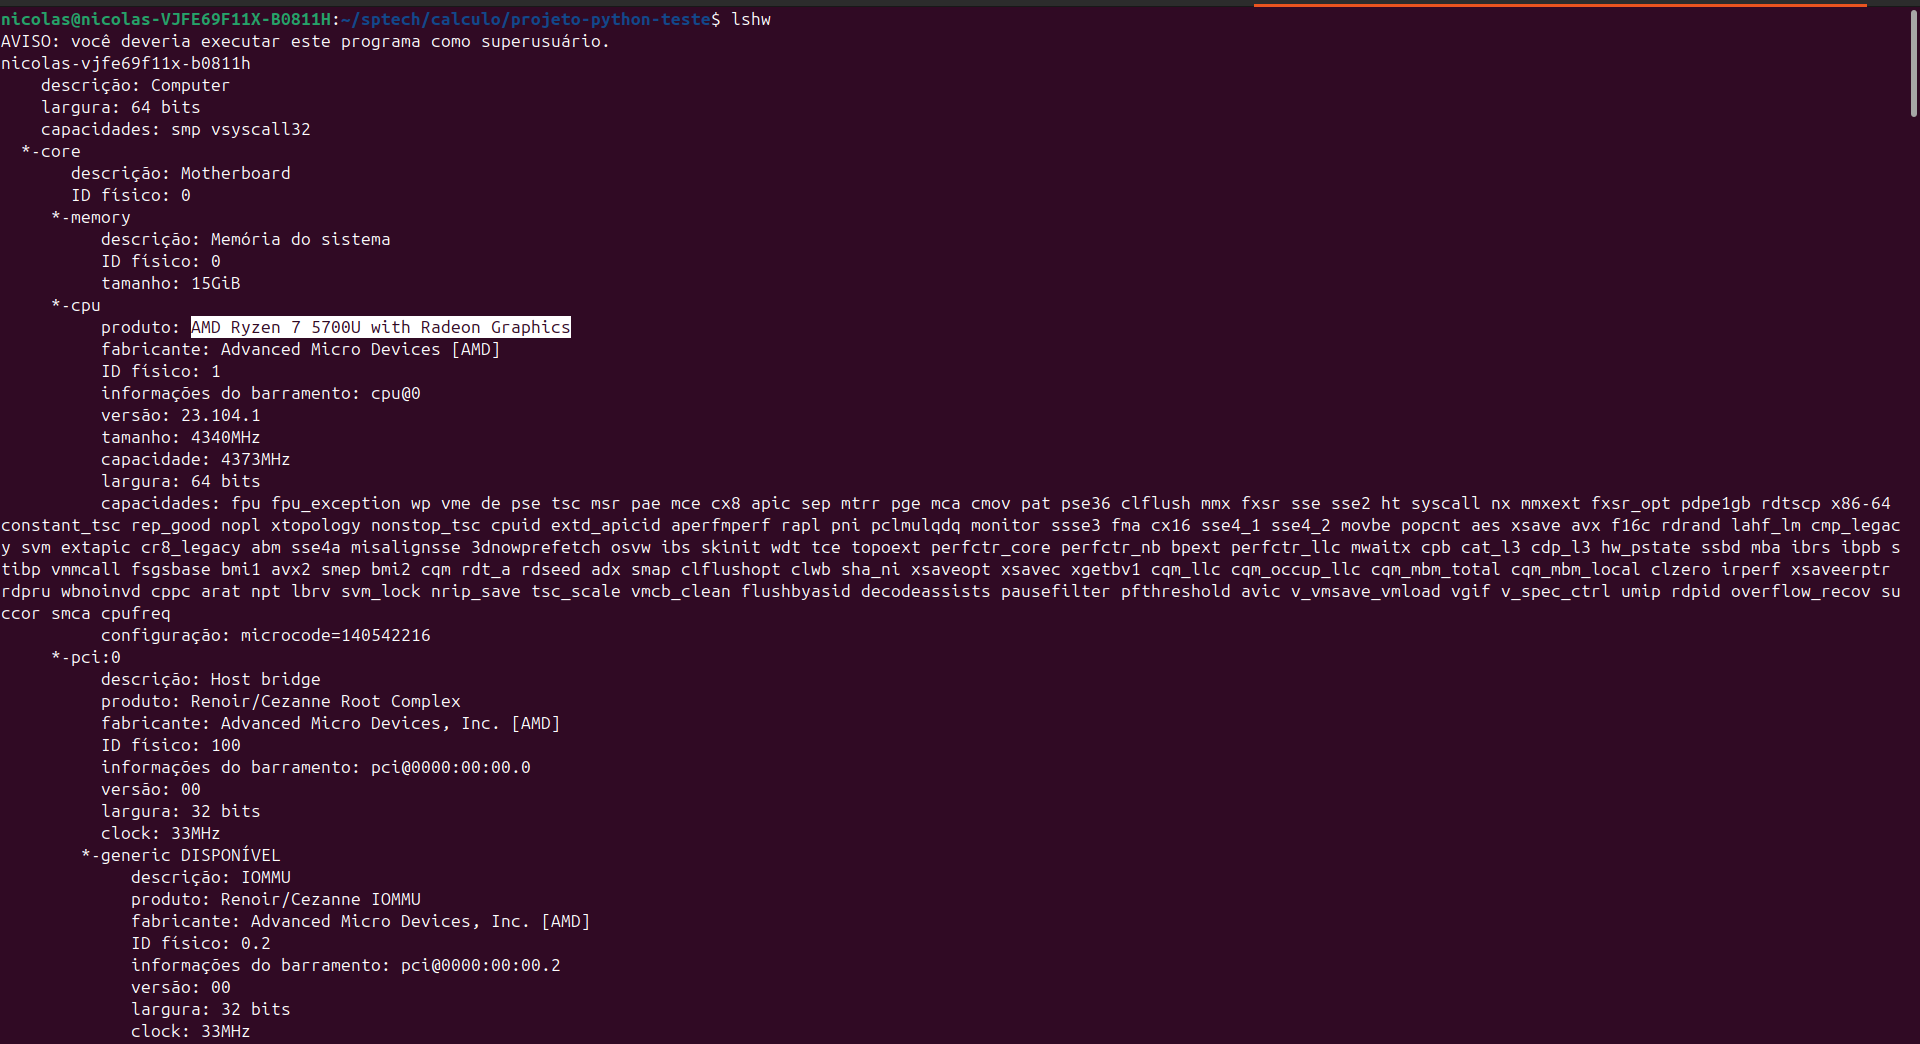 nicolas@nicolas-VJFE69F11X-B0811H:~/sptech/calculo/projeto-python-teste$ lshw
AVISO: você deveria executar este programa como superusuário.
nicolas-vjfe69f11x-b0811h
descrição: Computer
largura: 64 bits
capacidades: smp vsyscall32
*-core
descrição: Motherboard
ID físico: 0
*-memory
descrição: Memória do sistema
ID físico: 0
tamanho: 15GiB
*-cpu
produto: AMD Ryzen 7 5700U with Radeon Graphics
fabricante: Advanced Micro Devices [AMD]
ID físico: 1
informações do barramento: cpu@0
versão: 23.104.1
tamanho: 4340MHz
capacidade: 4373MHz
largura: 64 bits
capacidades: fpu fpu_exception wp vme de pse tsc msr pae mce cx8 apic sep mtrr pge mca cmov pat pse36 clflush mmx fxsr sse sse2 ht syscall nx mmxext fxsr_opt pdpe1gb rdtscp x86-64
constant_tsc rep_good nopl xtopology nonstop_tsc cpuid extd_apicid aperfmperf rapl pni pclmulqdq monitor ssse3 fma cx16 sse4_1 sse4_2 movbe popcnt aes xsave avx f16c rdrand lahf_lm cmp_legac
y svm extapic cr8_legacy abm sse4a misalignsse 3dnowprefetch osvw ibs skinit wdt tce topoext perfctr_core perfctr_nb bpext perfctr_llc mwaitx cpb cat_l3 cdp_l3 hw_pstate ssbd mba ibrs ibpb s
tibp vmmcall fsgsbase bmi1 avx2 smep bmi2 cqm rdt_a rdseed adx smap clflushopt clwb sha_ni xsaveopt xsavec xgetbv1 cqm_llc cqm_occup_llc cqm_mbm_total cqm_mbm_local clzero irperf xsaveerptr
rdpru wbnoinvd cppc arat npt lbrv svm_lock nrip_save tsc_scale vmcb_clean flushbyasid decodeassists pausefilter pfthreshold avic v_vmsave_vmload vgif v_spec_ctrl umip rdpid overflow_recov su
ccor smca cpufreq
configuração: microcode=140542216
*-pci:0
descrição: Host bridge
produto: Renoir/Cezanne Root Complex
fabricante: Advanced Micro Devices, Inc. [AMD]
ID físico: 100
informações do barramento: pci@0000:00:00.0
versão: 00
largura: 32 bits
clock: 33MHz
*-generic DISPONÍVEL
descrição: IOMMU
produto: Renoir/Cezanne IOMMU
fabricante: Advanced Micro Devices, Inc. [AMD]
ID físico: 0.2
informações do barramento: pci@0000:00:00.2
versão: 00
largura: 32 bits
clock: 33MHz